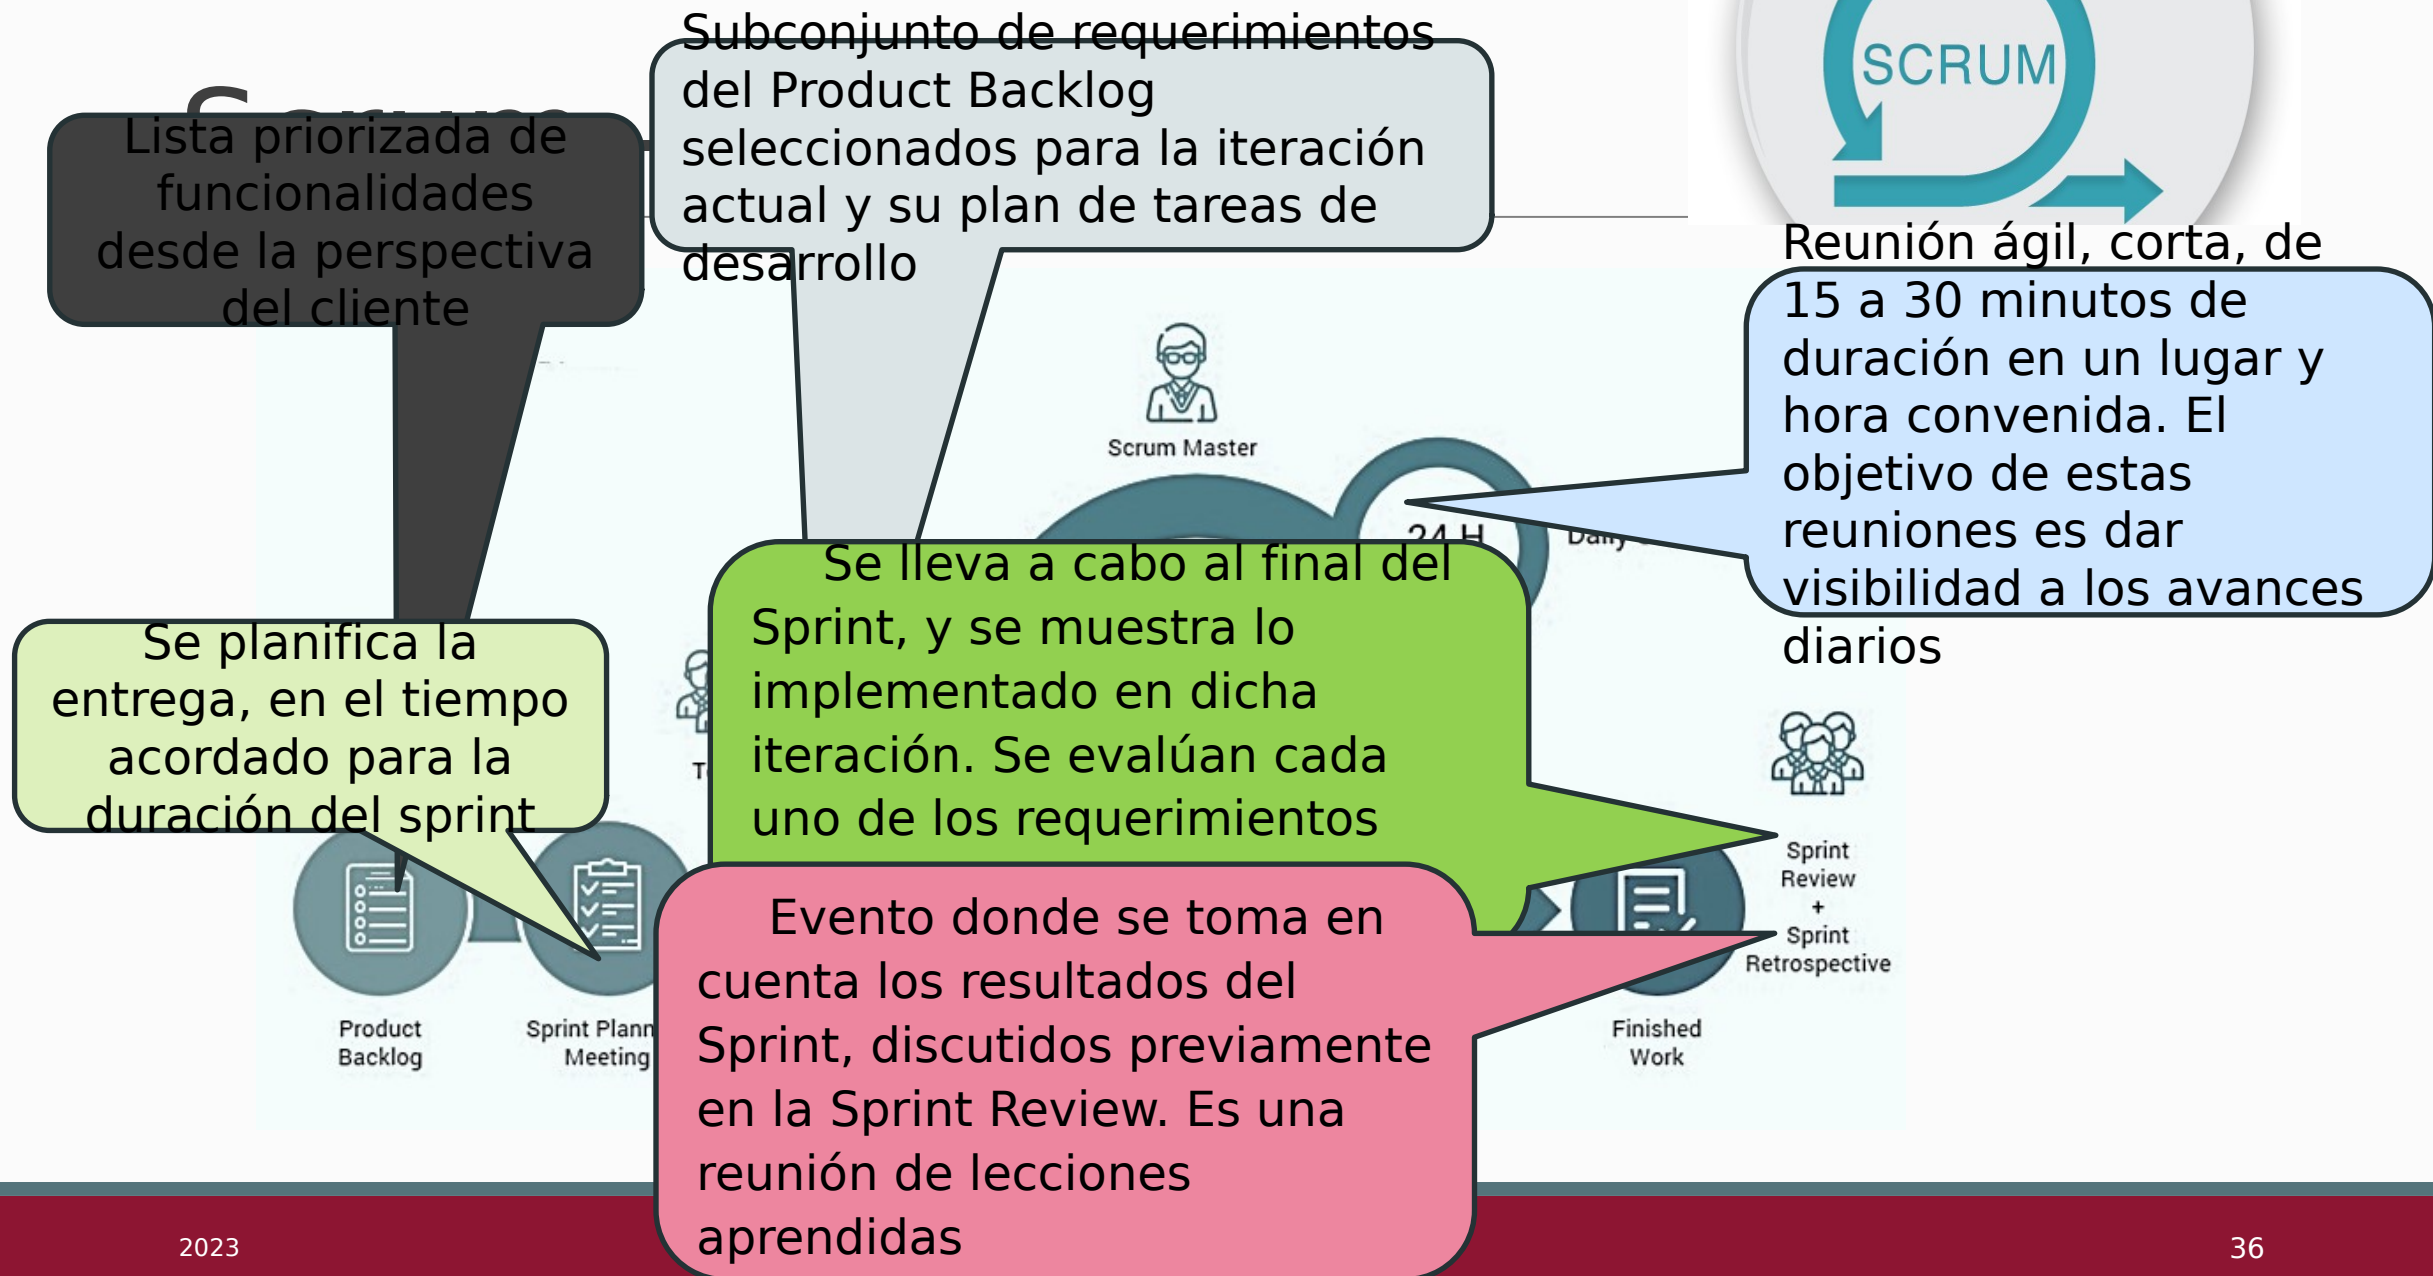 Subconjunto de requerimientos
del Product Backlog
seleccionados para la iteración
actual y su plan de tareas de
desarrollo
SCRUM
Lista priorizada de
funcionalidades
desde la perspectiva
del cliente
Reunión ágil, corta, de
15 a 30 minutos de
duración en un lugar y
hora convenida. El
objetivo de estas
reuniones es dar
visibilidad a los avances
diarios
Scrum Master
24 H
Daily
Se lleva a cabo al final del
Sprint, y se muestra lo
implementado en dicha
iteración. Se evalúan cada
uno de los requerimientos
Se planifica la
entrega, en el tiempo
acordado para la
duración del sprint
Sprint
Review
+
Sprint
Retrospective
Evento donde se toma en
cuenta los resultados del
Sprint, discutidos previamente
en la Sprint Review. Es una
reunión de lecciones
aprendidas
Product
Backlog
Sprint Plann
Meeting
Finished
Work
2023
36